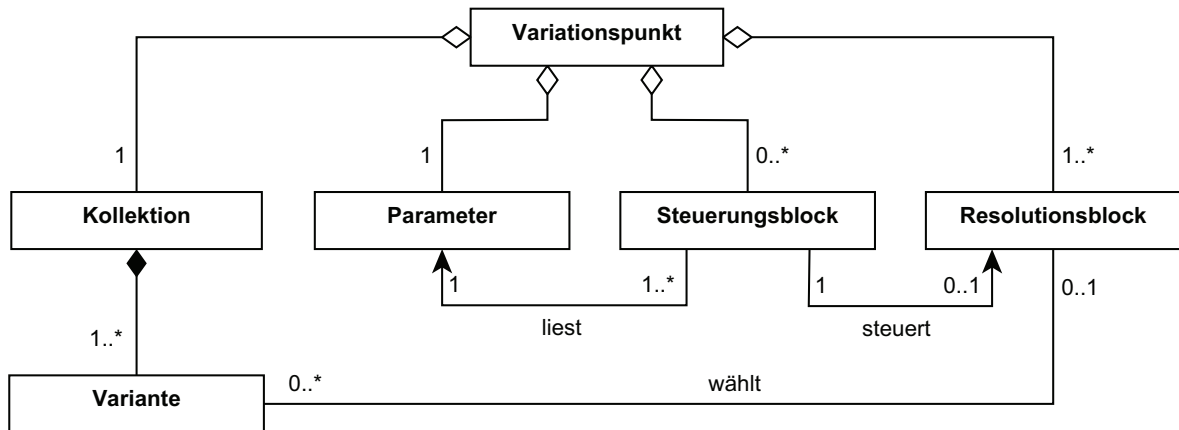 Variationspunkt
1
1
0..*
1..*
Kollektion
Parameter
Steuerungsblock
Resolutionsblock
1
1..*
1
0..1
0..1
liest
steuert
1..*
0..*
wählt
Variante